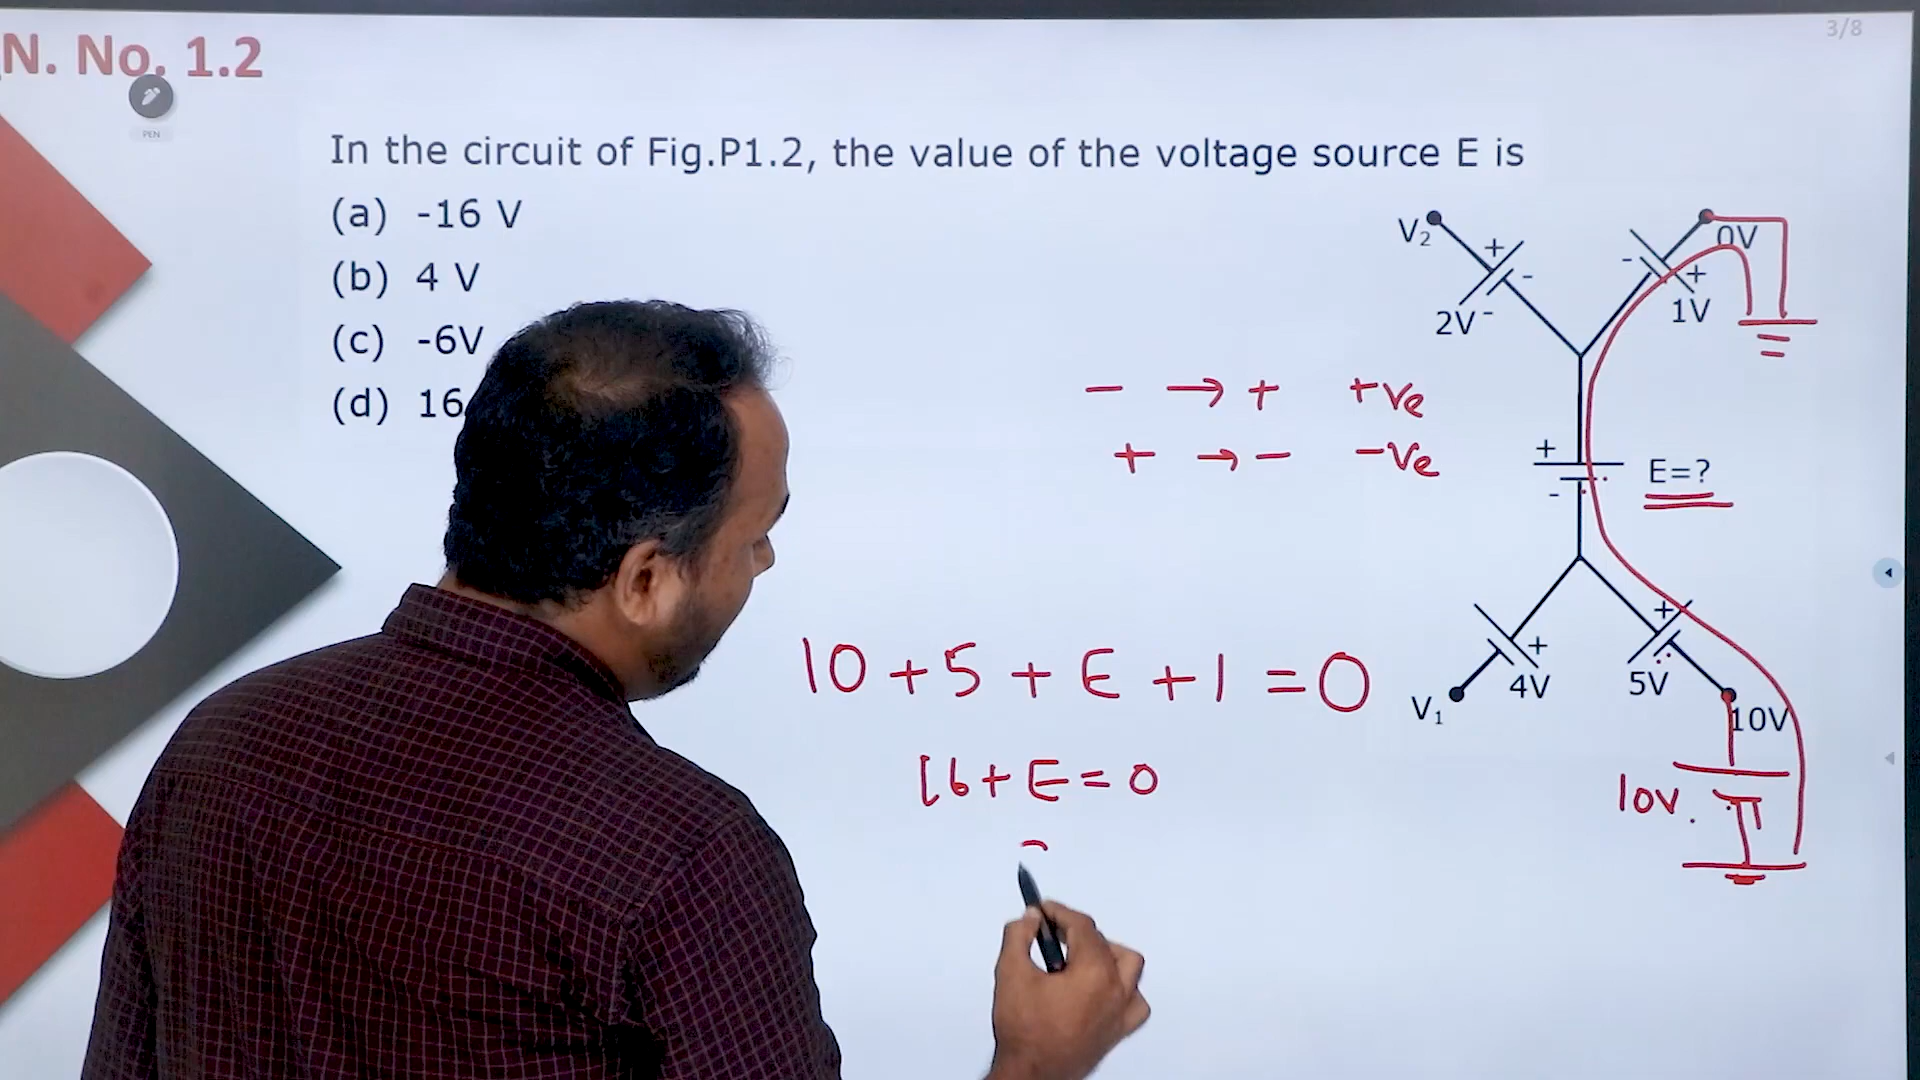 3/8
N. No. 1.2
PEN
In the circuit of Fig.P1.2, the value of the voltage source E is
(a) -16 V
(b) 4 V
(c) -6V
(d) 16
V₂
+
-
2V
-
0V
-
+
1V
- → + +ve
+ → - -ve
+
-
E=?
10 + 5 + E + 1 = 0
16 + E = 0
+
4V
V₁
+
5V
10V
10V.